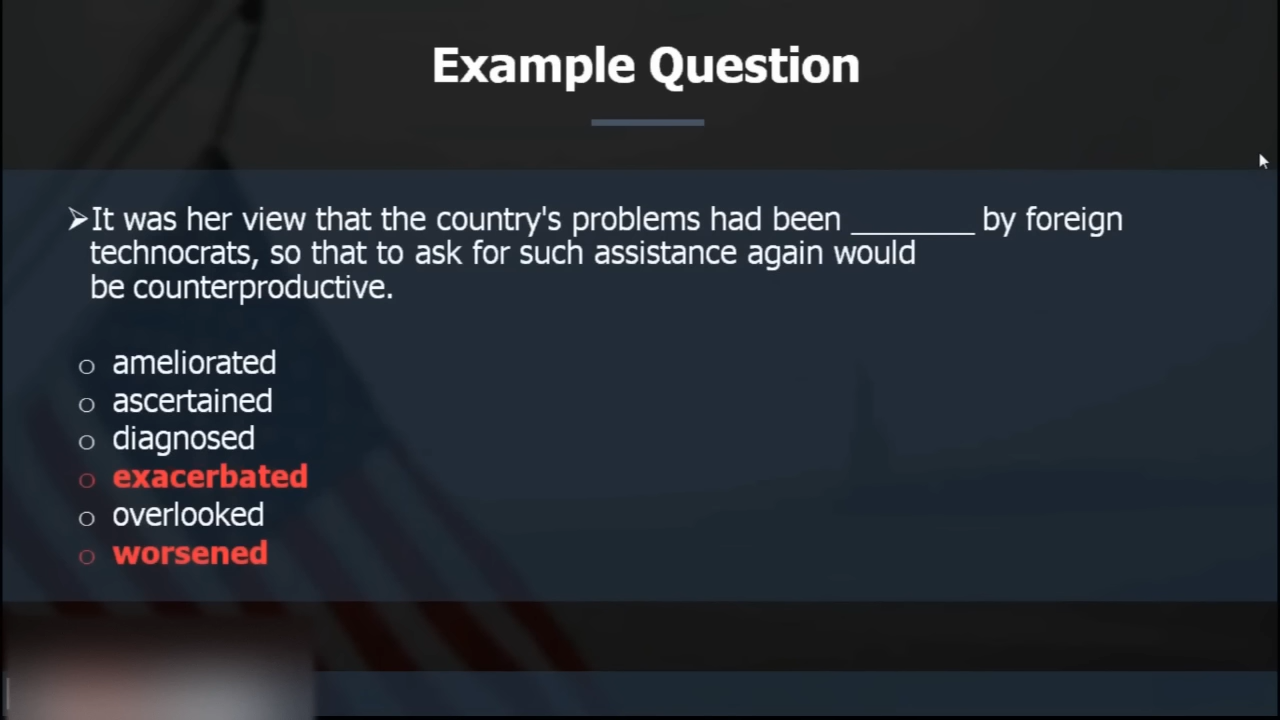 Example Question
➢It was her view that the country's problems had been ________ by foreign
technocrats, so that to ask for such assistance again would
be counterproductive.
o ameliorated
o ascertained
o diagnosed
o exacerbated
o overlooked
o worsened